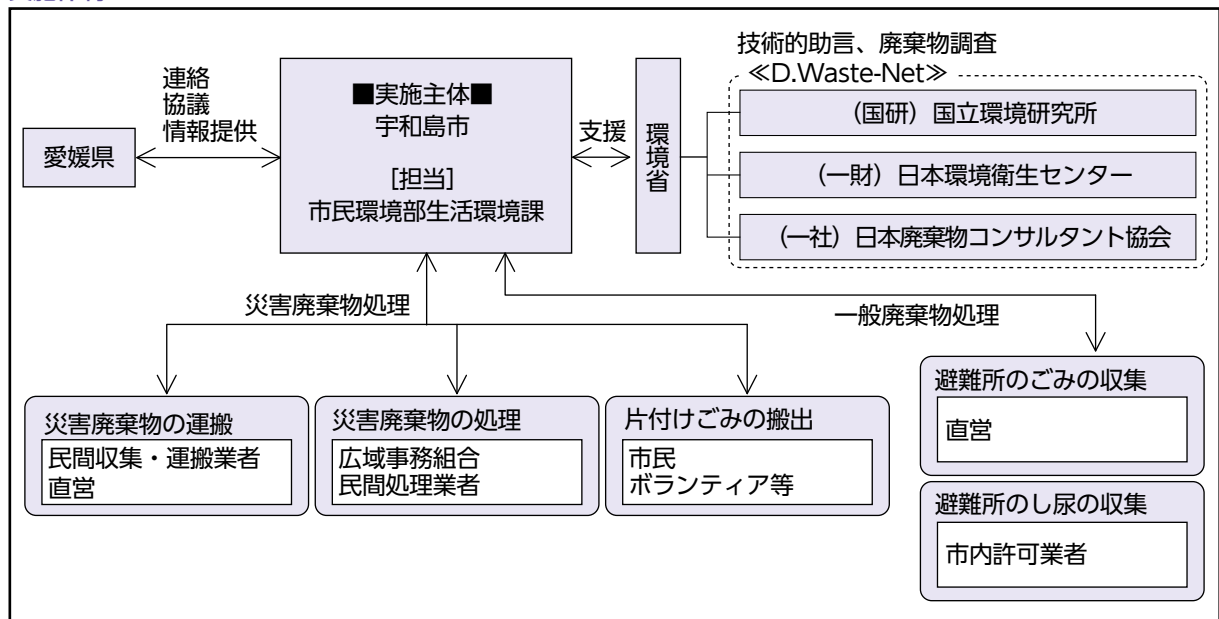 連絡
協議
情報提供
愛媛県
■実施主体■
宇和島市
[担当]
市民環境部生活環境課
支援
環境省
技術的助言、廃棄物調査
≪D.Waste-Net≫
(国研)国立環境研究所
(一財)日本環境衛生センター
(一社)日本廃棄物コンサルタント協会
災害廃棄物処理
一般廃棄物処理
災害廃棄物の運搬
民間収集・運搬業者
直営
災害廃棄物の処理
広域事務組合
民間処理業者
片付けごみの搬出
市民
ボランティア等
避難所のごみの収集
直営
避難所のし尿の収集
市内許可業者